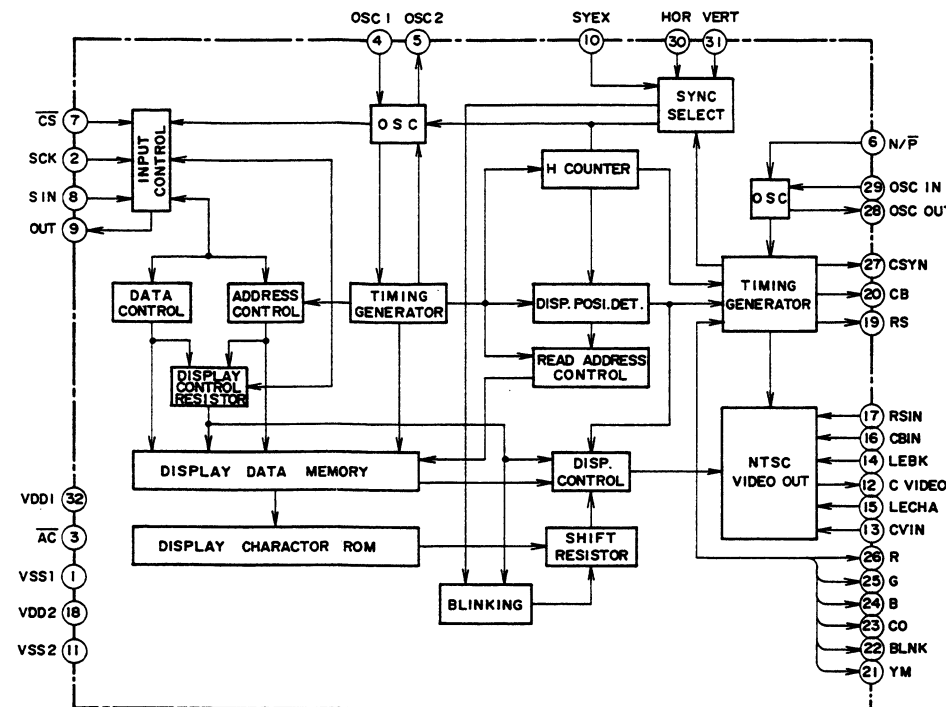 OSC 1 OSC 2 SYEX HOR VERT
4 5 10 30 31
CS 7
SCK 2
SIN 8
OUT 9
INPUT CONTROL
OSC
SYNC SELECT
H COUNTER
6 N/P
29 OSC IN
28 OSC OUT
OSC
27 CSYN
20 CB
19 RS
DATA CONTROL
ADDRESS CONTROL
TIMING GENERATOR
DISP. POSI. DET.
TIMING GENERATOR
READ ADDRESS CONTROL
DISPLAY CONTROL RESISTOR
DISPLAY DATA MEMORY
DISP. CONTROL
NTSC VIDEO OUT
17 RSIN
16 CBIN
14 LEBK
12 C VIDEO
15 LECHA
13 CVIN
26 R
25 G
24 B
23 CO
22 BLNK
21 YM
VDD1 32
AC 3
VSS1 1
VDD2 18
VSS2 11
DISPLAY CHARACTOR ROM
SHIFT RESISTOR
BLINKING